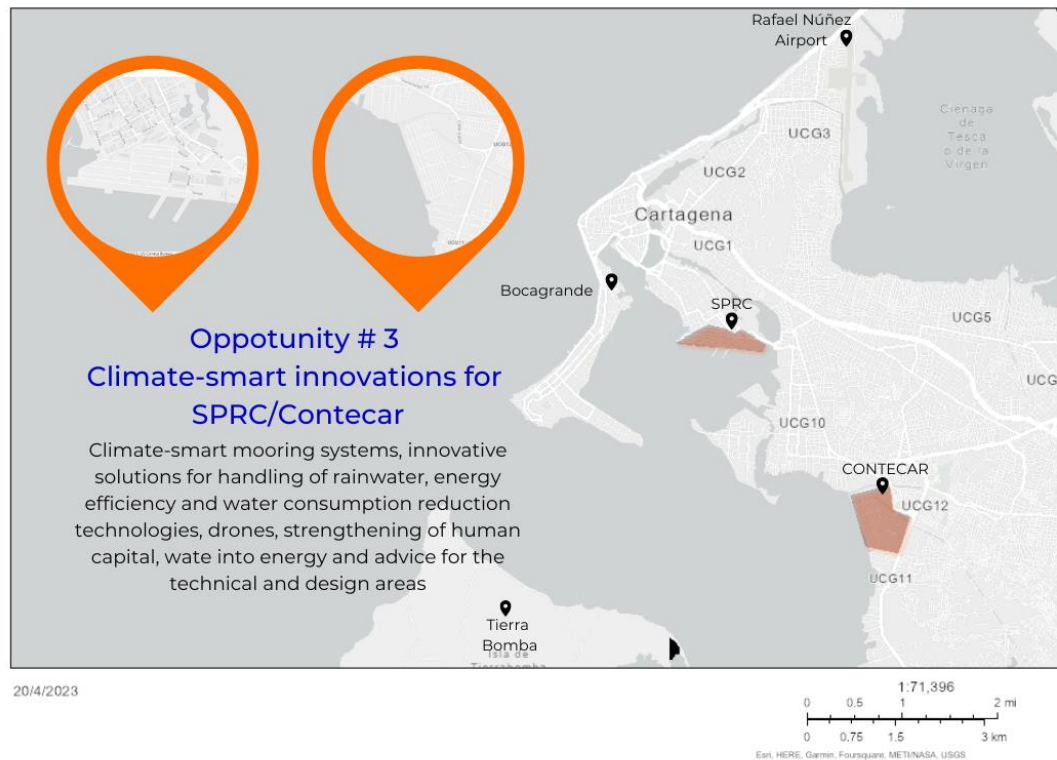 Rafael Núñez
Airport
Cienaga
de
Tesca
o de la
Virgen
UCG3
UCG2
Cartagena
UCG1
Bocagrande
SPRC
UCG5
UCG
UCG10
CONTECAR
UCG12
UCG11
Oppotunity # 3
Climate-smart innovations for
SPRC/Contecar
Climate-smart mooring systems, innovative
solutions for handling of rainwater, energy
efficiency and water consumption reduction
technologies, drones, strengthening of human
capital, wate into energy and advice for the
technical and design areas
Tierra
Bomba
Isla de
Tierrabomba
20/4/2023
1:71,396
0 0.5 1 2 mi
0 0.75 1.5 3 km
Esri, HERE, Garmin, Foursquare, METI/NASA, USGS